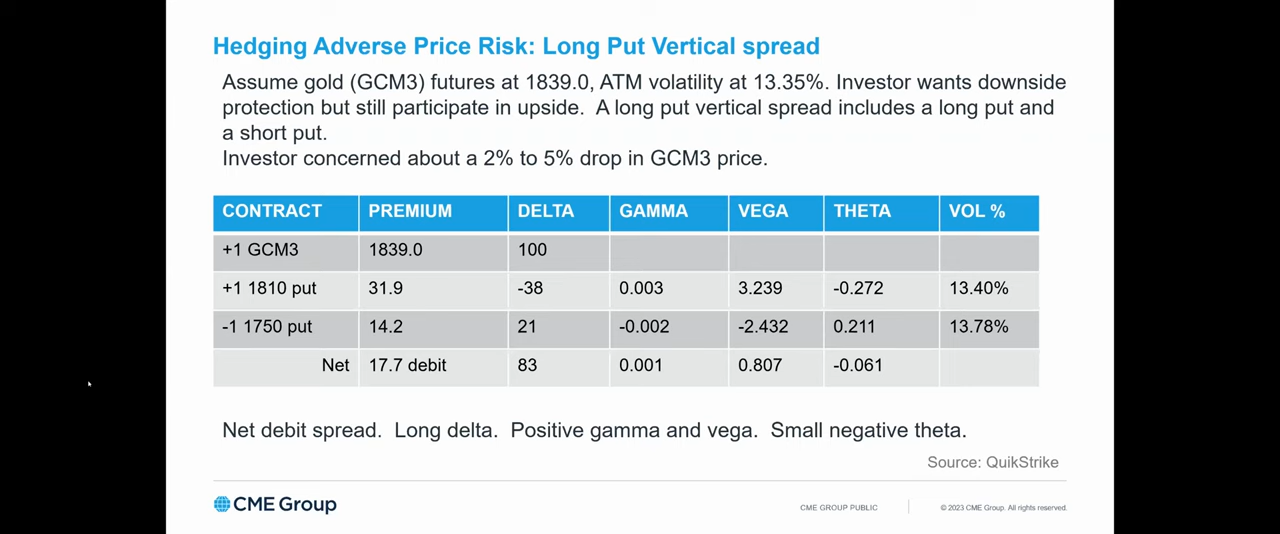 Hedging Adverse Price Risk: Long Put Vertical spread
Assume gold (GCM3) futures at 1839.0, ATM volatility at 13.35%. Investor wants downside
protection but still participate in upside. A long put vertical spread includes a long put and
a short put.
Investor concerned about a 2% to 5% drop in GCM3 price.
CONTRACT PREMIUM DELTA GAMMA VEGA THETA VOL %
+1 GCM3 1839.0 100
+1 1810 put 31.9 -38 0.003 3.239 -0.272 13.40%
-1 1750 put 14.2 21 -0.002 -2.432 0.211 13.78%
Net 17.7 debit 83 0.001 0.807 -0.061
Net debit spread. Long delta. Positive gamma and vega. Small negative theta.
Source: QuikStrike
CME Group
CME GROUP PUBLIC
© 2023 CME Group. All rights reserved.